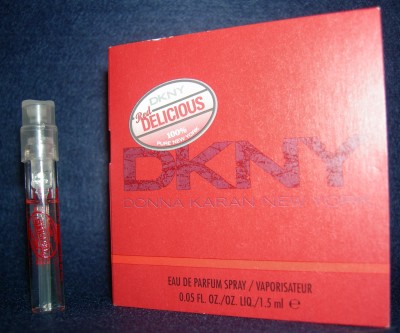 DKNY
Red
DELICIOUS
100%
PURE NEW YORK
DKNY
DONNA KARAN NEW YORK
EAU DE PARFUM SPRAY / VAPORISATEUR
0.05 FL. OZ./OZ. LIQ./1.5 ml ℮